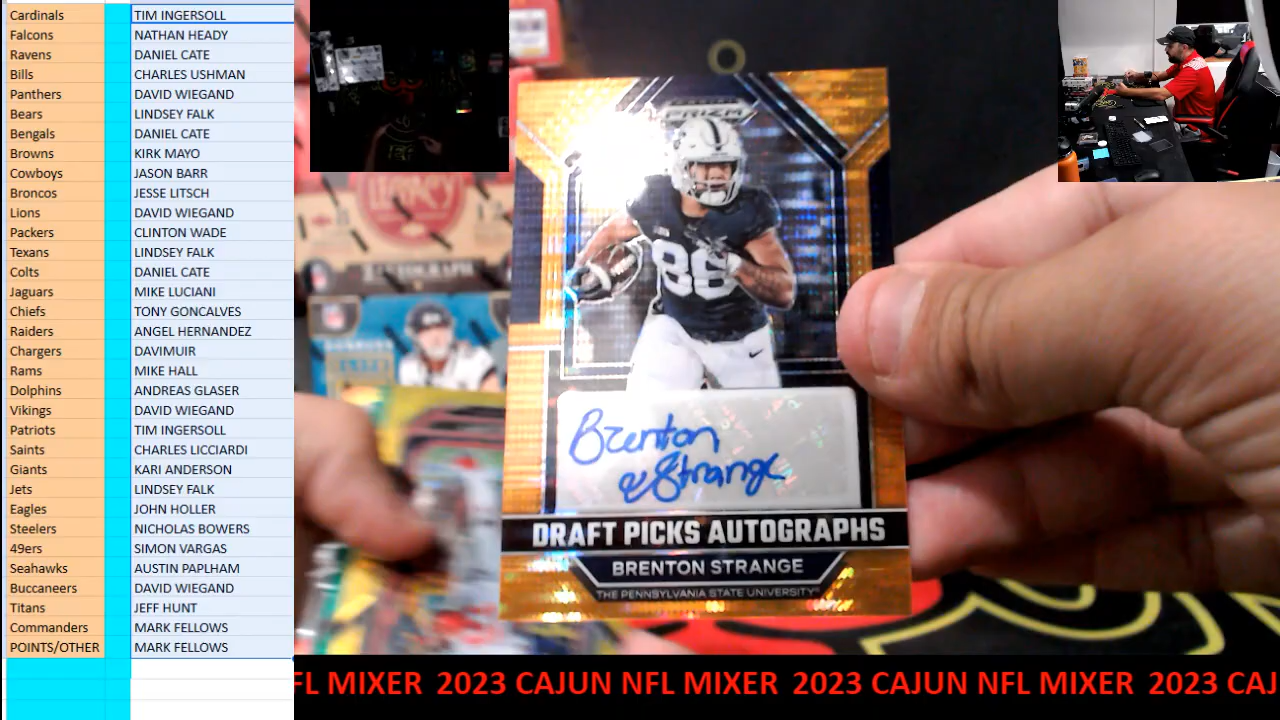 Cardinals TIM INGERSOLL
Falcons NATHAN HEADY
Ravens DANIEL CATE
Bills CHARLES USHMAN
Panthers DAVID WIEGAND
Bears LINDSEY FALK
Bengals DANIEL CATE
Browns KIRK MAYO
Cowboys JASON BARR
Broncos JESSE LITSCH
Lions DAVID WIEGAND
Packers CLINTON WADE
Texans LINDSEY FALK
Colts DANIEL CATE
Jaguars MIKE LUCIANI
Chiefs TONY GONCALVES
Raiders ANGEL HERNANDEZ
Chargers DAVIMUIR
Rams MIKE HALL
Dolphins ANDREAS GLASER
Vikings DAVID WIEGAND
Patriots TIM INGERSOLL
Saints CHARLES LICCIARDI
Giants KARI ANDERSON
Jets LINDSEY FALK
Eagles JOHN HOLLER
Steelers NICHOLAS BOWERS
49ers SIMON VARGAS
Seahawks AUSTIN PAPLHAM
Buccaneers DAVID WIEGAND
Titans JEFF HUNT
Commanders MARK FELLOWS
POINTS/OTHER MARK FELLOWS
LEGACY
PRIZM
88
Brenton
Strange
DRAFT PICKS AUTOGRAPHS
BRENTON STRANGE
THE PENNSYLVANIA STATE UNIVERSITY
FL MIXER 2023 CAJUN NFL MIXER 2023 CAJUN NFL MIXER 2023 CAJ